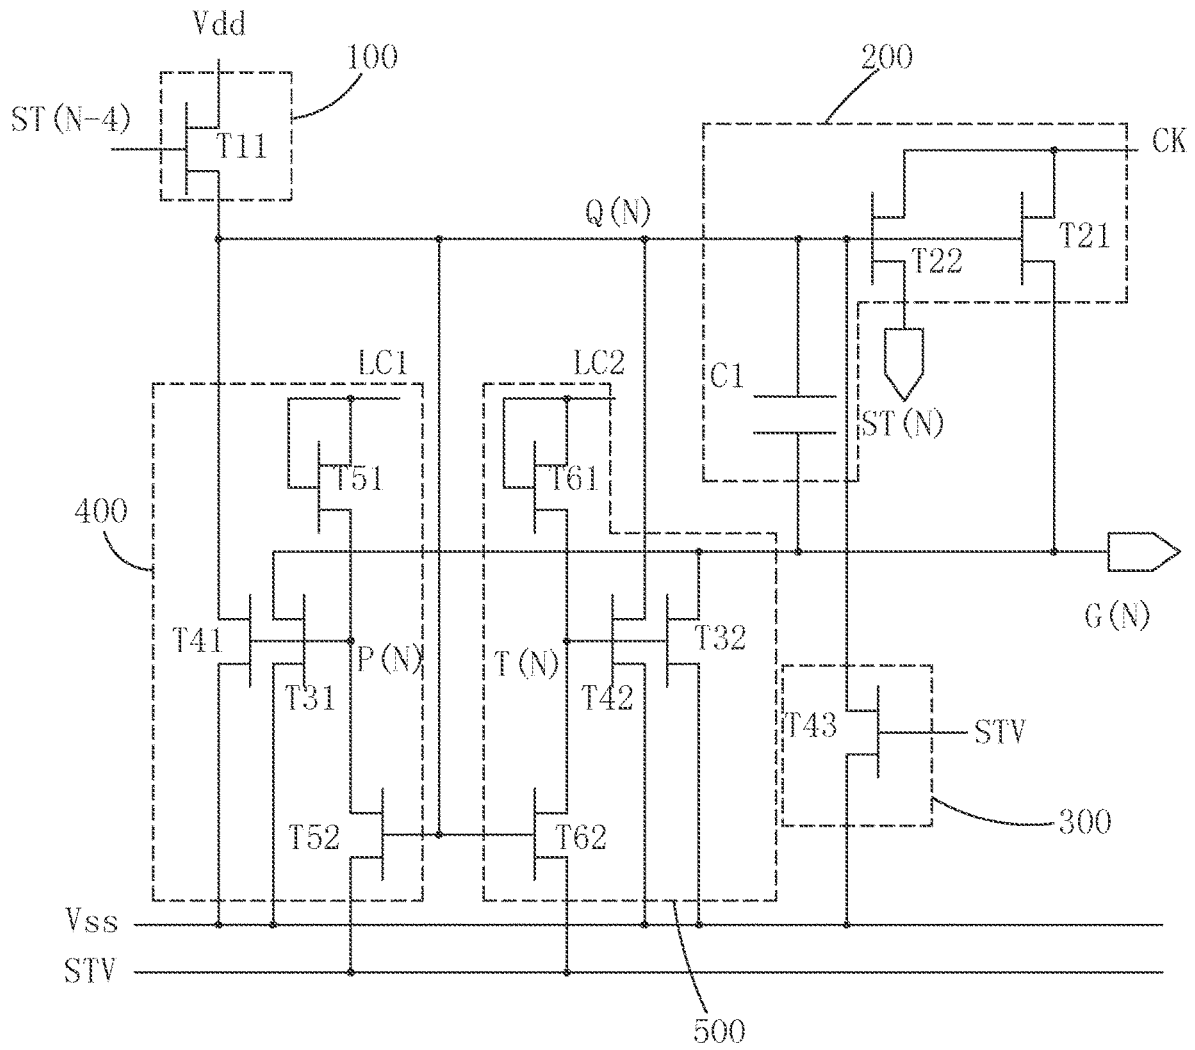 Vdd
100
200
ST(N-4)
T11
CK
Q(N)
T22
T21
LC1
LC2
C1
ST(N)
T51
T61
400
G(N)
T41
P(N)
T(N)
T32
T31
T42
T43
STV
300
T52
T62
Vss
STV
500